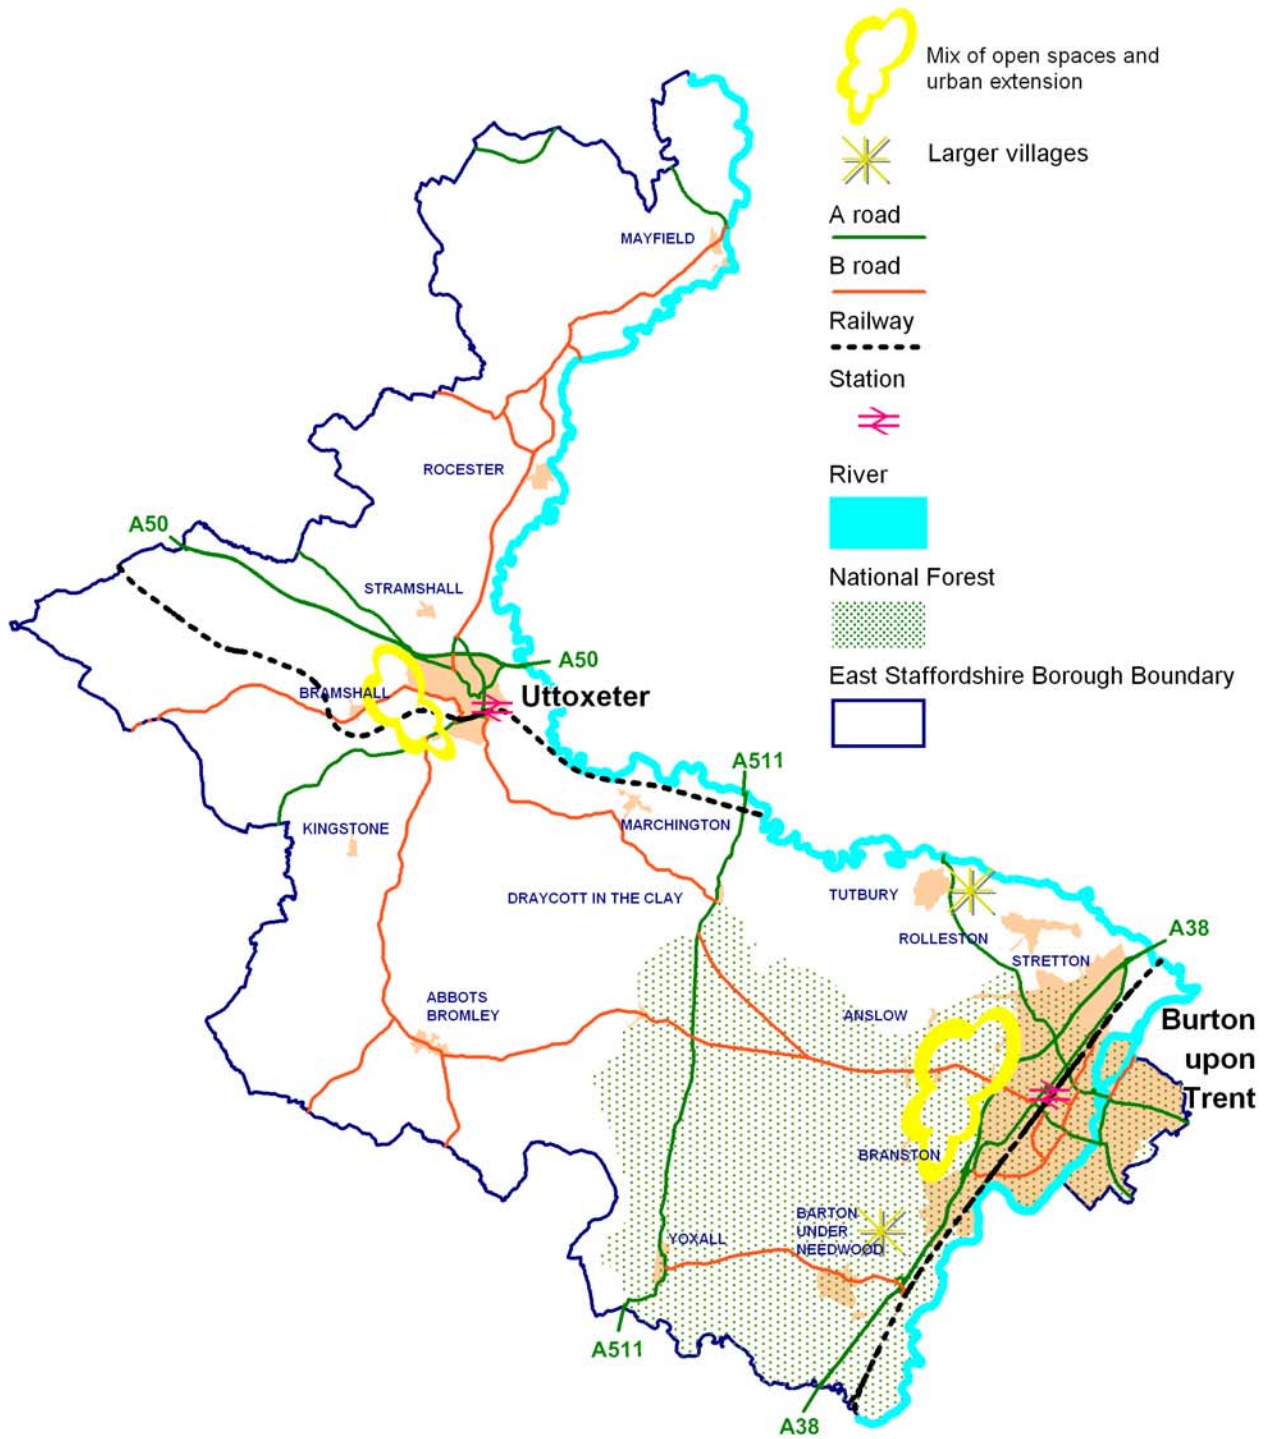 Mix of open spaces and
urban extension
Larger villages
A road
B road
Railway
Station
River
National Forest
East Staffordshire Borough Boundary
MAYFIELD
ROCESTER
A50
STRAMSHALL
A50
BRAMSHALL
Uttoxeter
A511
KINGSTONE
MARCHINGTON
DRAYCOTT IN THE CLAY
TUTBURY
ROLLESTON
STRETTON
A38
ABBOTS
BROMLEY
ANSLOW
Burton
upon
Trent
BRANSTON
BARTON
UNDER
NEEDWOOD
YOXALL
A511
A38